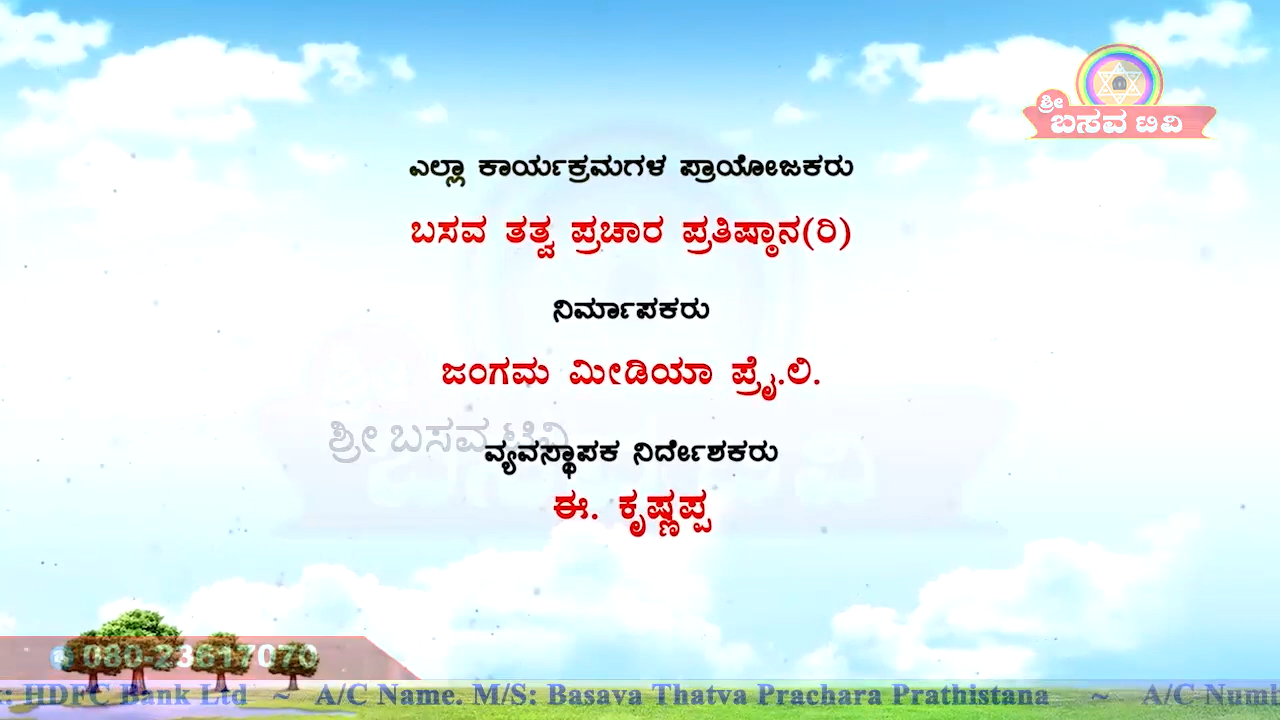 ಶ್ರೀ
ಬಸವ ಟಿವಿ
ಎಲ್ಲಾ ಕಾರ್ಯಕ್ರಮಗಳ ಪ್ರಾಯೋಜಕರು
ಬಸವ ತತ್ವ ಪ್ರಚಾರ ಪ್ರತಿಷ್ಠಾನ(ರಿ)
ನಿರ್ಮಾಪಕರು
ಜಂಗಮ ಮೀಡಿಯಾ ಪ್ರೈ.ಲಿ.
ಶ್ರೀ ಬಸವ ಟಿವಿ
ವ್ಯವಸ್ಥಾಪಕ ನಿರ್ದೇಶಕರು
ಈ. ಕೃಷ್ಣಪ್ಪ
080-23617070
: HDFC Bank Ltd ~ A/C Name. M/S: Basava Thatva Prachara Prathistana ~ A/C